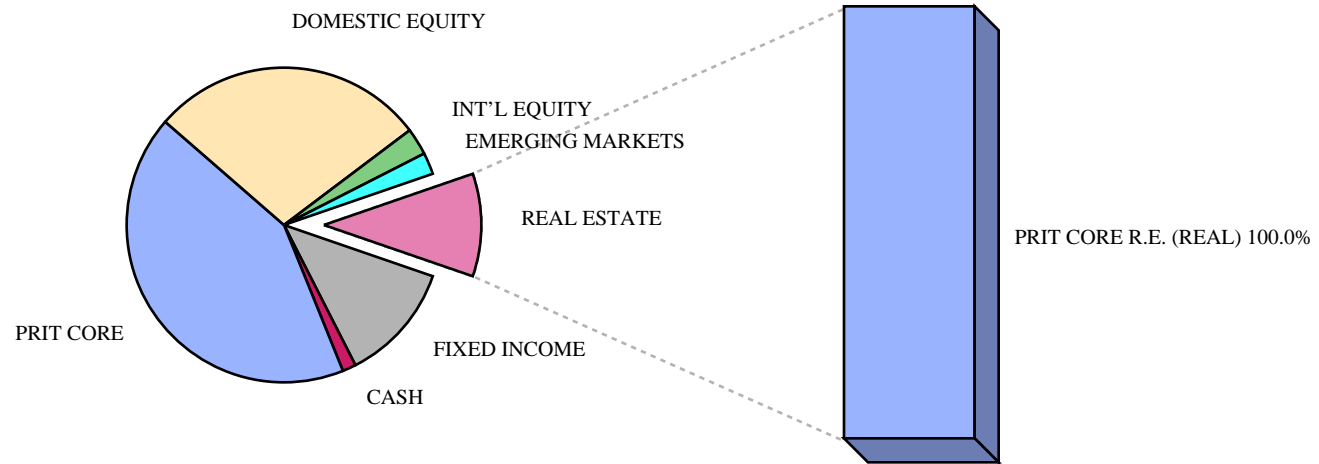 DOMESTIC EQUITY
INT'L EQUITY
EMERGING MARKETS
REAL ESTATE
PRIT CORE R.E. (REAL) 100.0%
PRIT CORE
FIXED INCOME
CASH